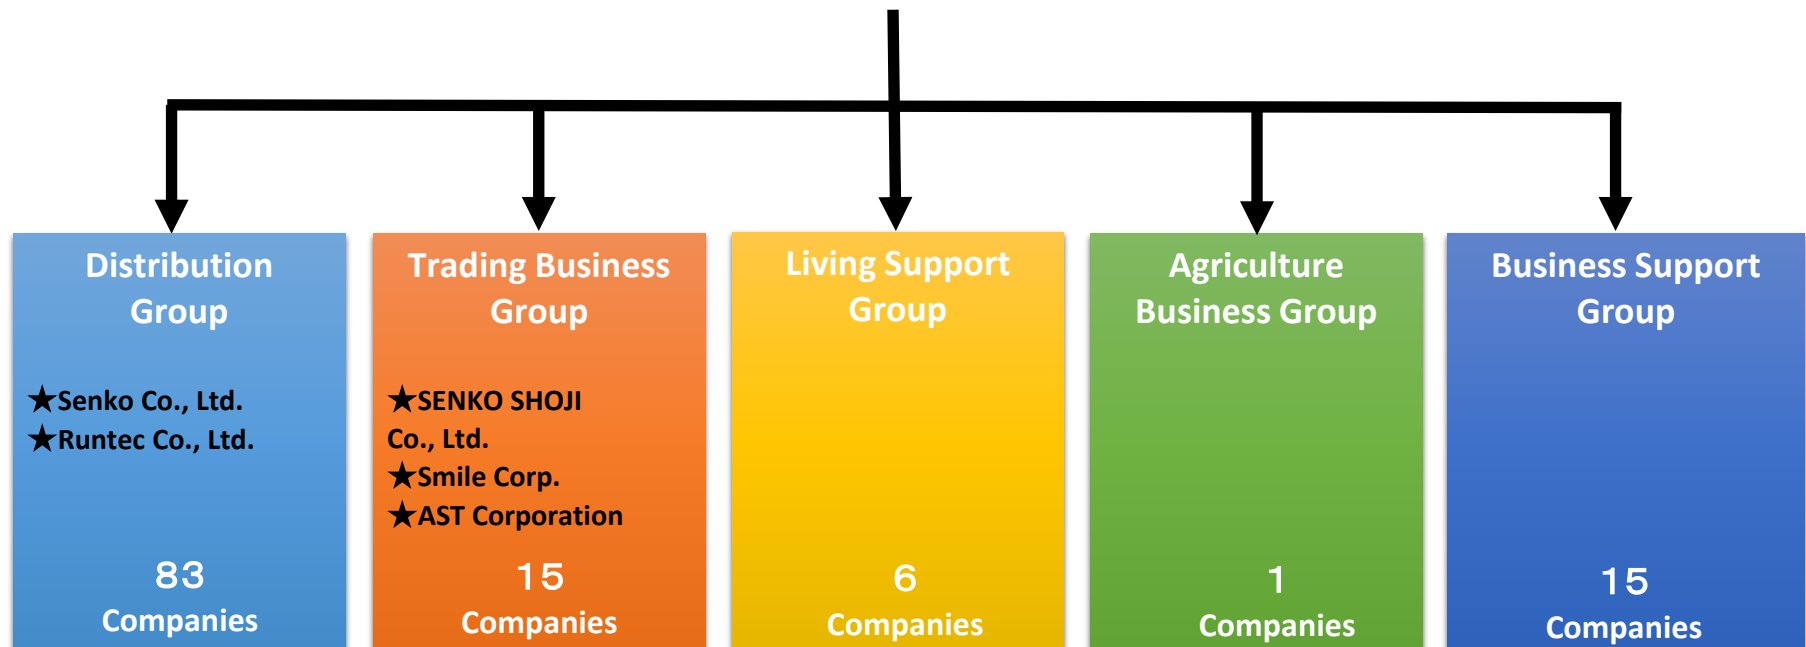 Distribution
Group
★Senko Co., Ltd.
★Runtec Co., Ltd.
83
Companies
Trading Business
Group
★SENKO SHOJI
Co., Ltd.
★Smile Corp.
★AST Corporation
15
Companies
Living Support
Group
6
Companies
Agriculture
Business Group
1
Companies
Business Support
Group
15
Companies